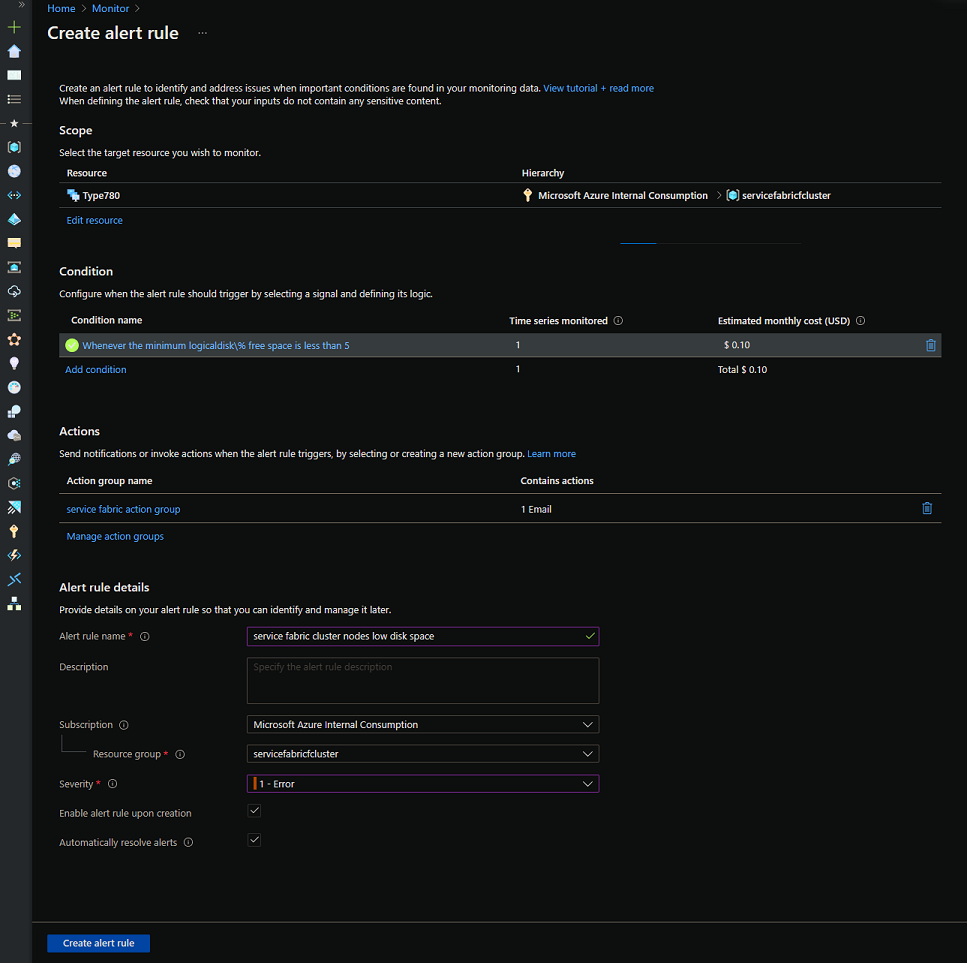 Home > Monitor >
Create alert rule ...
Create an alert rule to identify and address issues when important conditions are found in your monitoring data. View tutorial + read more
When defining the alert rule, check that your inputs do not contain any sensitive content.
Scope
Select the target resource you wish to monitor.
Resource Hierarchy
Type780 Microsoft Azure Internal Consumption > servicefabricfcluster
Edit resource
Condition
Configure when the alert rule should trigger by selecting a signal and defining its logic.
Condition name Time series monitored Estimated monthly cost (USD)
Whenever the minimum logicaldisk\% free space is less than 5 1 $ 0.10
Add condition 1 Total $ 0.10
Actions
Send notifications or invoke actions when the alert rule triggers, by selecting or creating a new action group. Learn more
Action group name Contains actions
service fabric action group 1 Email
Manage action groups
Alert rule details
Provide details on your alert rule so that you can identify and manage it later.
Alert rule name * service fabric cluster nodes low disk space
Description Specify the alert rule description
Subscription Microsoft Azure Internal Consumption
Resource group * servicefabricfcluster
Severity * 1 - Error
Enable alert rule upon creation
Automatically resolve alerts
Create alert rule